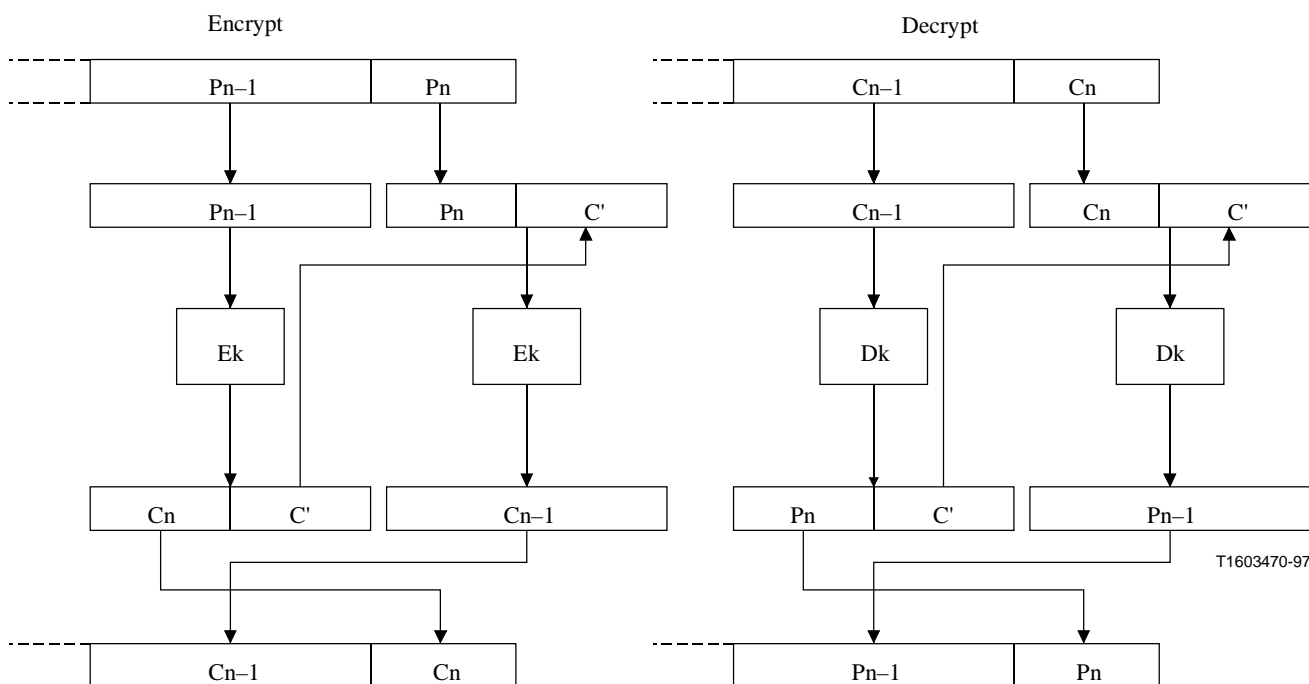 Encrypt Decrypt
Pn–1 Pn Cn–1 Cn
Pn–1 Pn C' Cn–1 Cn C'
Ek Ek Dk Dk
Cn C' Cn–1 Pn C' Pn–1
T1603470-97
Cn–1 Cn Pn–1 Pn